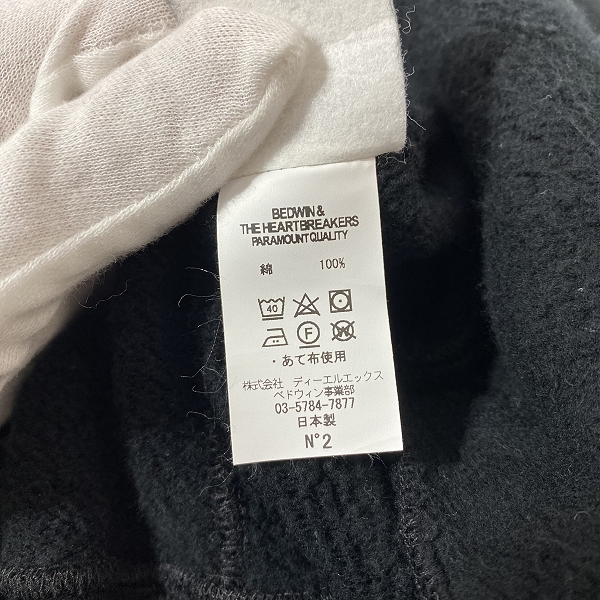 BEDWIN &
THE HEARTBREAKERS
PARAMOUNT QUALITY
綿 100%
40
F W
・あて布使用
株式会社 ディーエルエックス
ベドウィン事業部
03-5784-7877
日本製
N°2